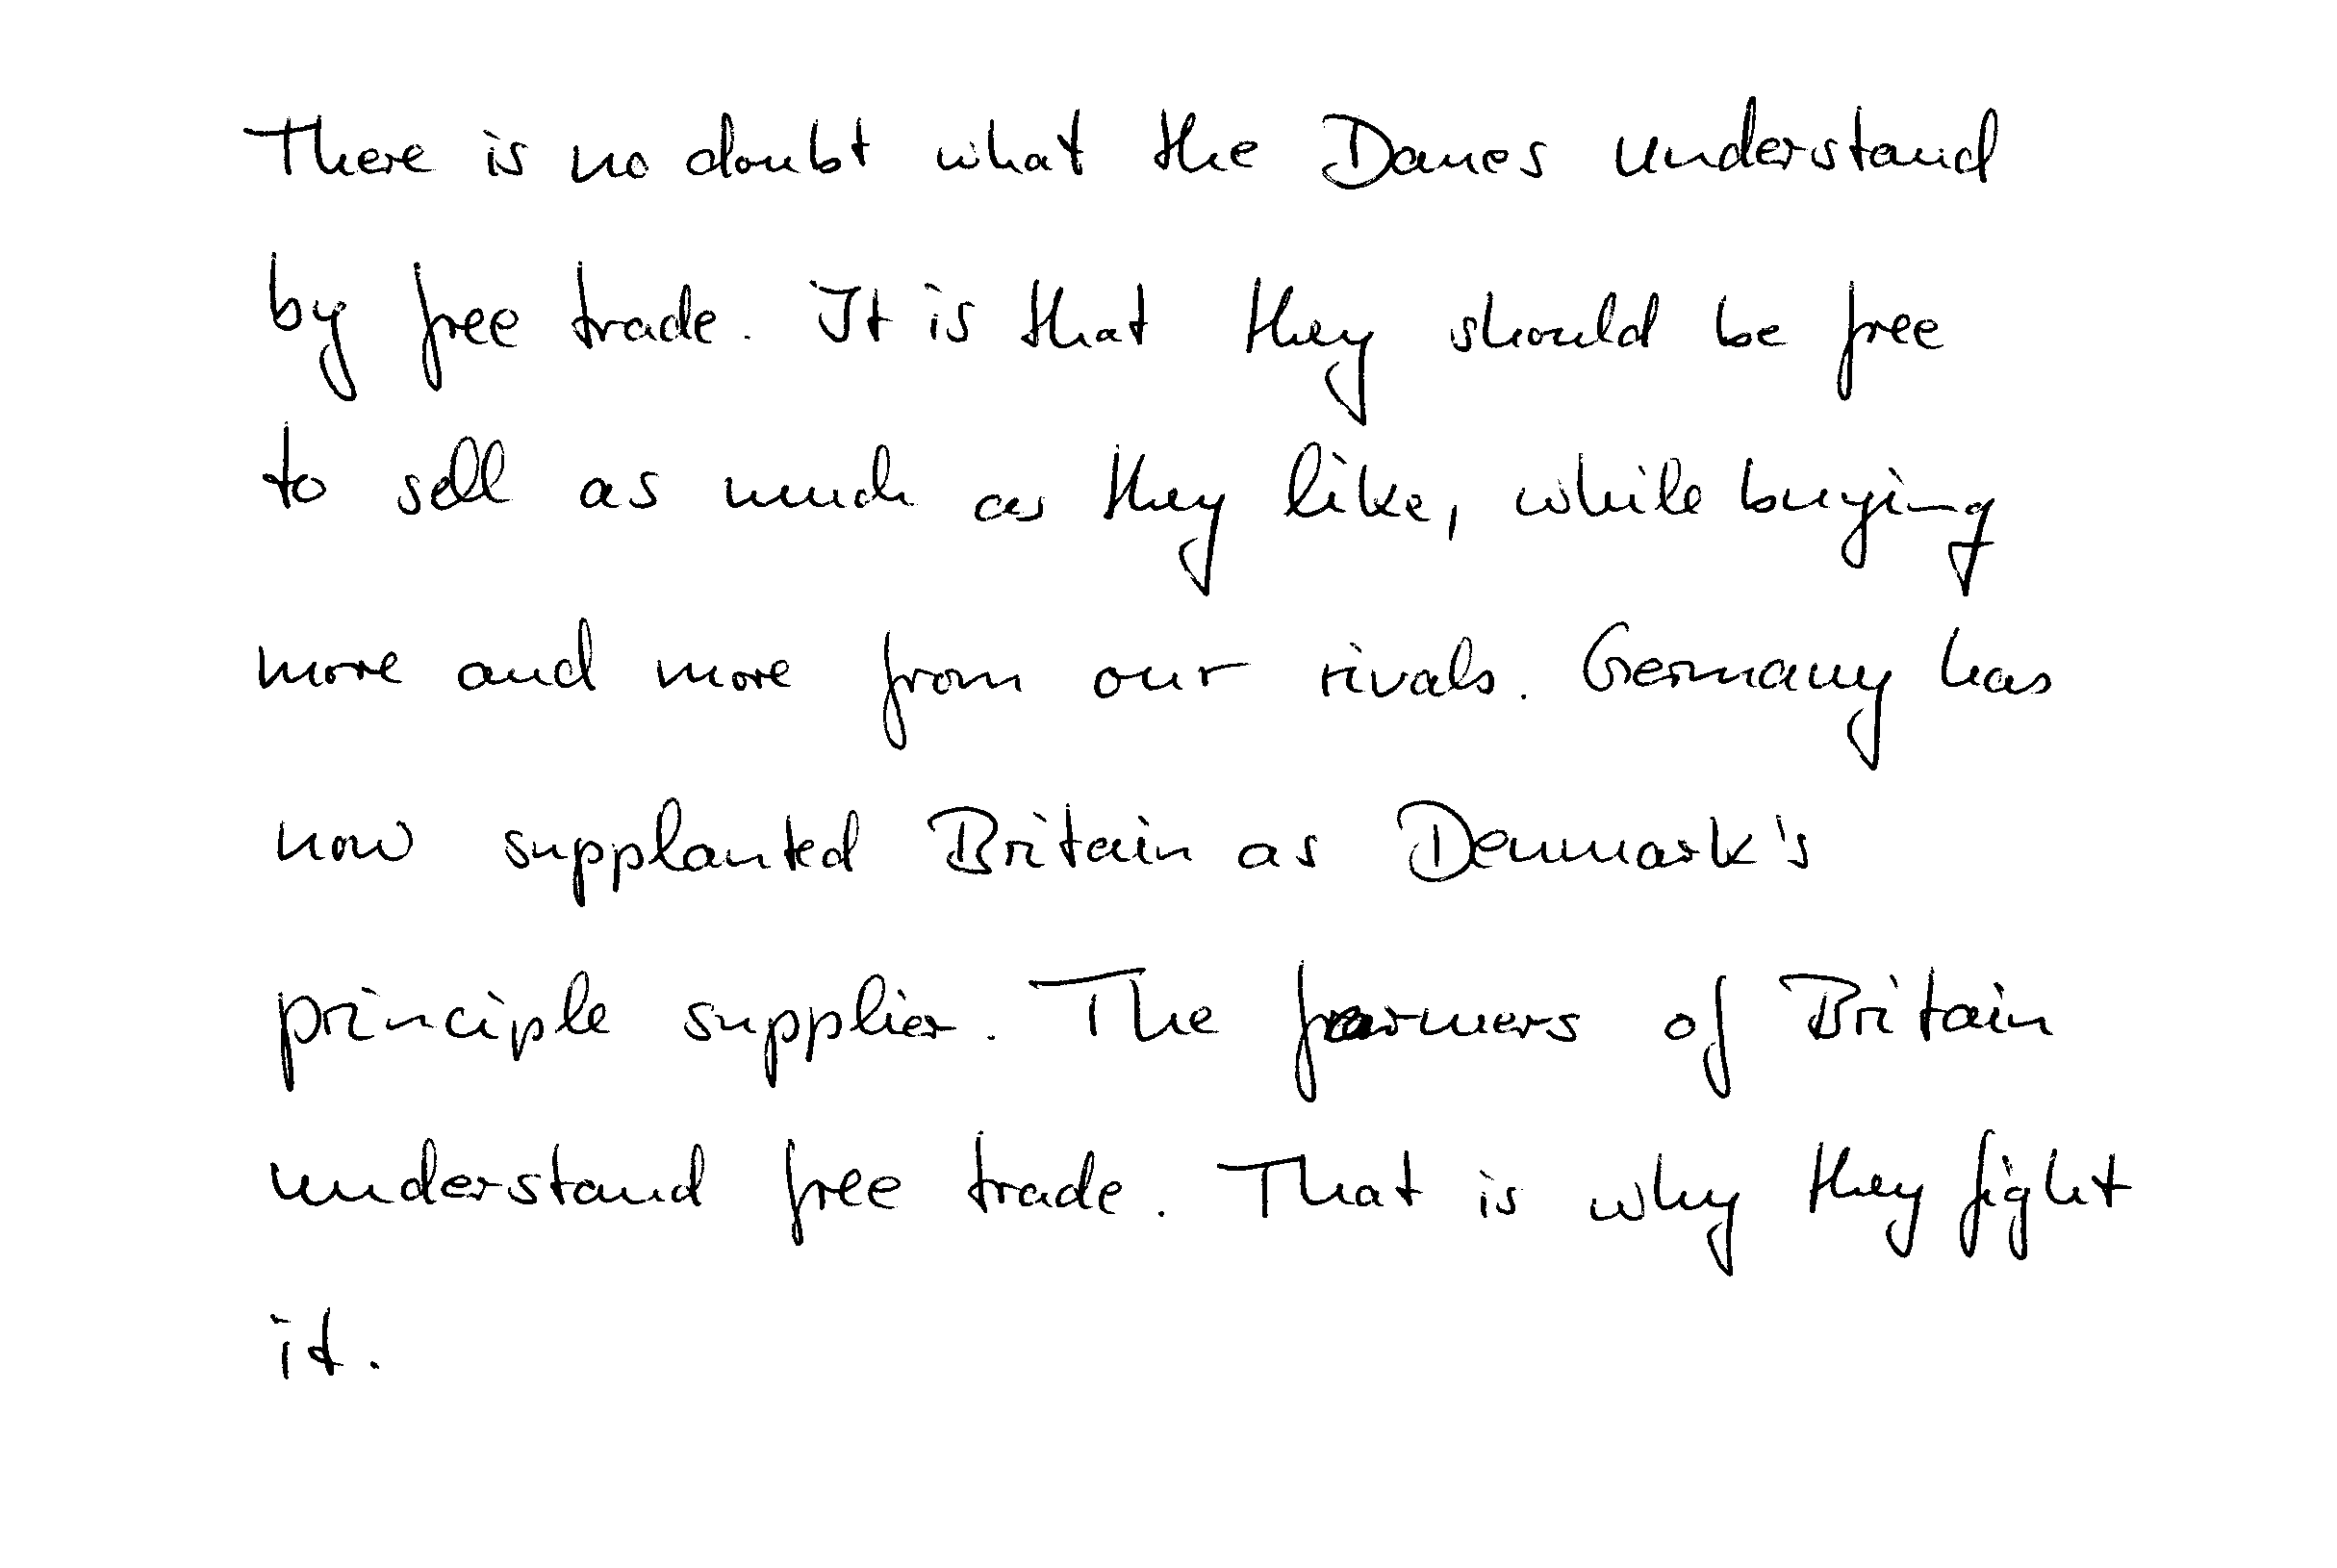 There is no doubt what the Danes understand
by free trade. It is that they should be free
to sell as much as they like, while buying
more and more from our rivals. Germany has
now supplanted Britain as Denmark's
principle supplier. The farmers of Britain
understand free trade. That is why they fight
it.